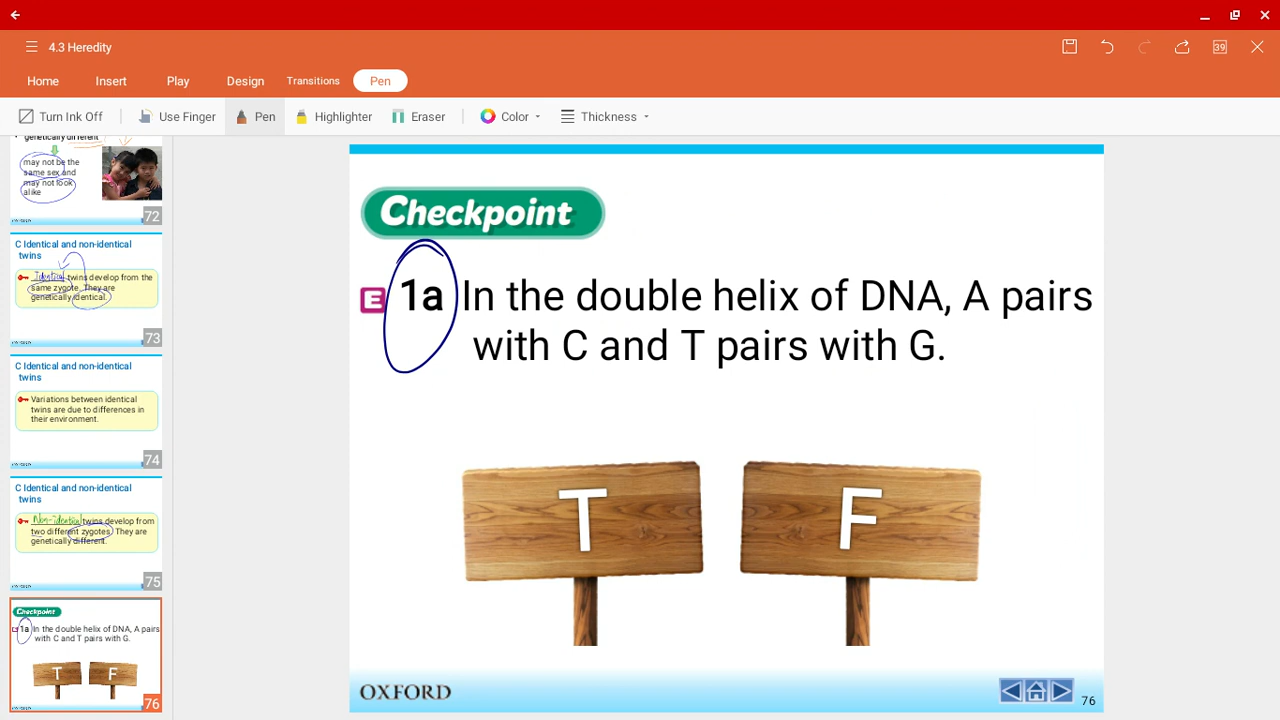 4.3 Heredity
39
Home
Insert
Play
Design
Transitions
Pen
Turn Ink Off
Use Finger
Pen
Highlighter
Eraser
Color
Thickness
genetically different
may not be the
same sex and
may not look
alike
72
C Identical and non-identical
twins
Identical twins develop from the
same zygote. They are
genetically identical.
73
C Identical and non-identical
twins
Variations between identical
twins are due to differences in
their environment.
74
C Identical and non-identical
twins
Non-identical twins develop from
two different zygotes. They are
genetically different.
75
Checkpoint
E 1a In the double helix of DNA, A pairs
with C and T pairs with G.
T F
76
Checkpoint
E 1a In the double helix of DNA, A pairs
with C and T pairs with G.
T F
OXFORD
76